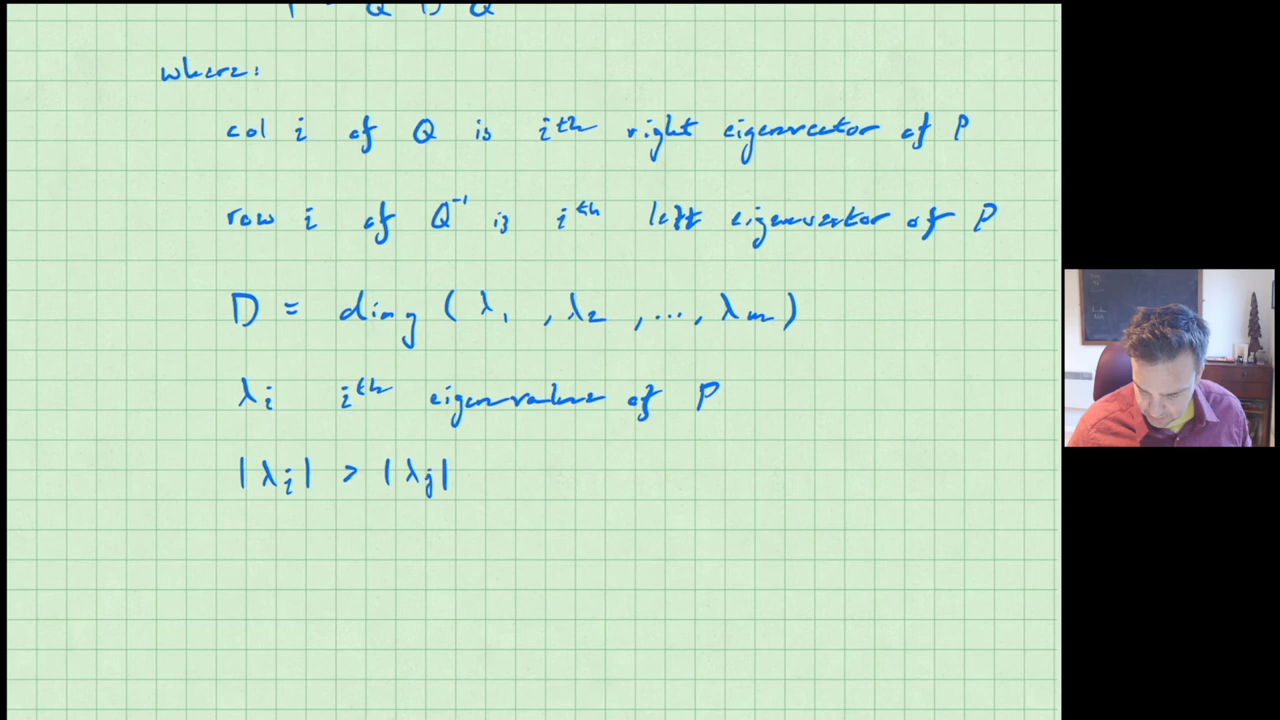 where:
col i of Q is ith right eigenvector of P
row i of Q⁻¹ is ith left eigenvector of P
D = diag ( λ₁ , λ₂ , ... , λₘ )
λᵢ ith eigenvalue of P
|λᵢ| > |λⱼ|